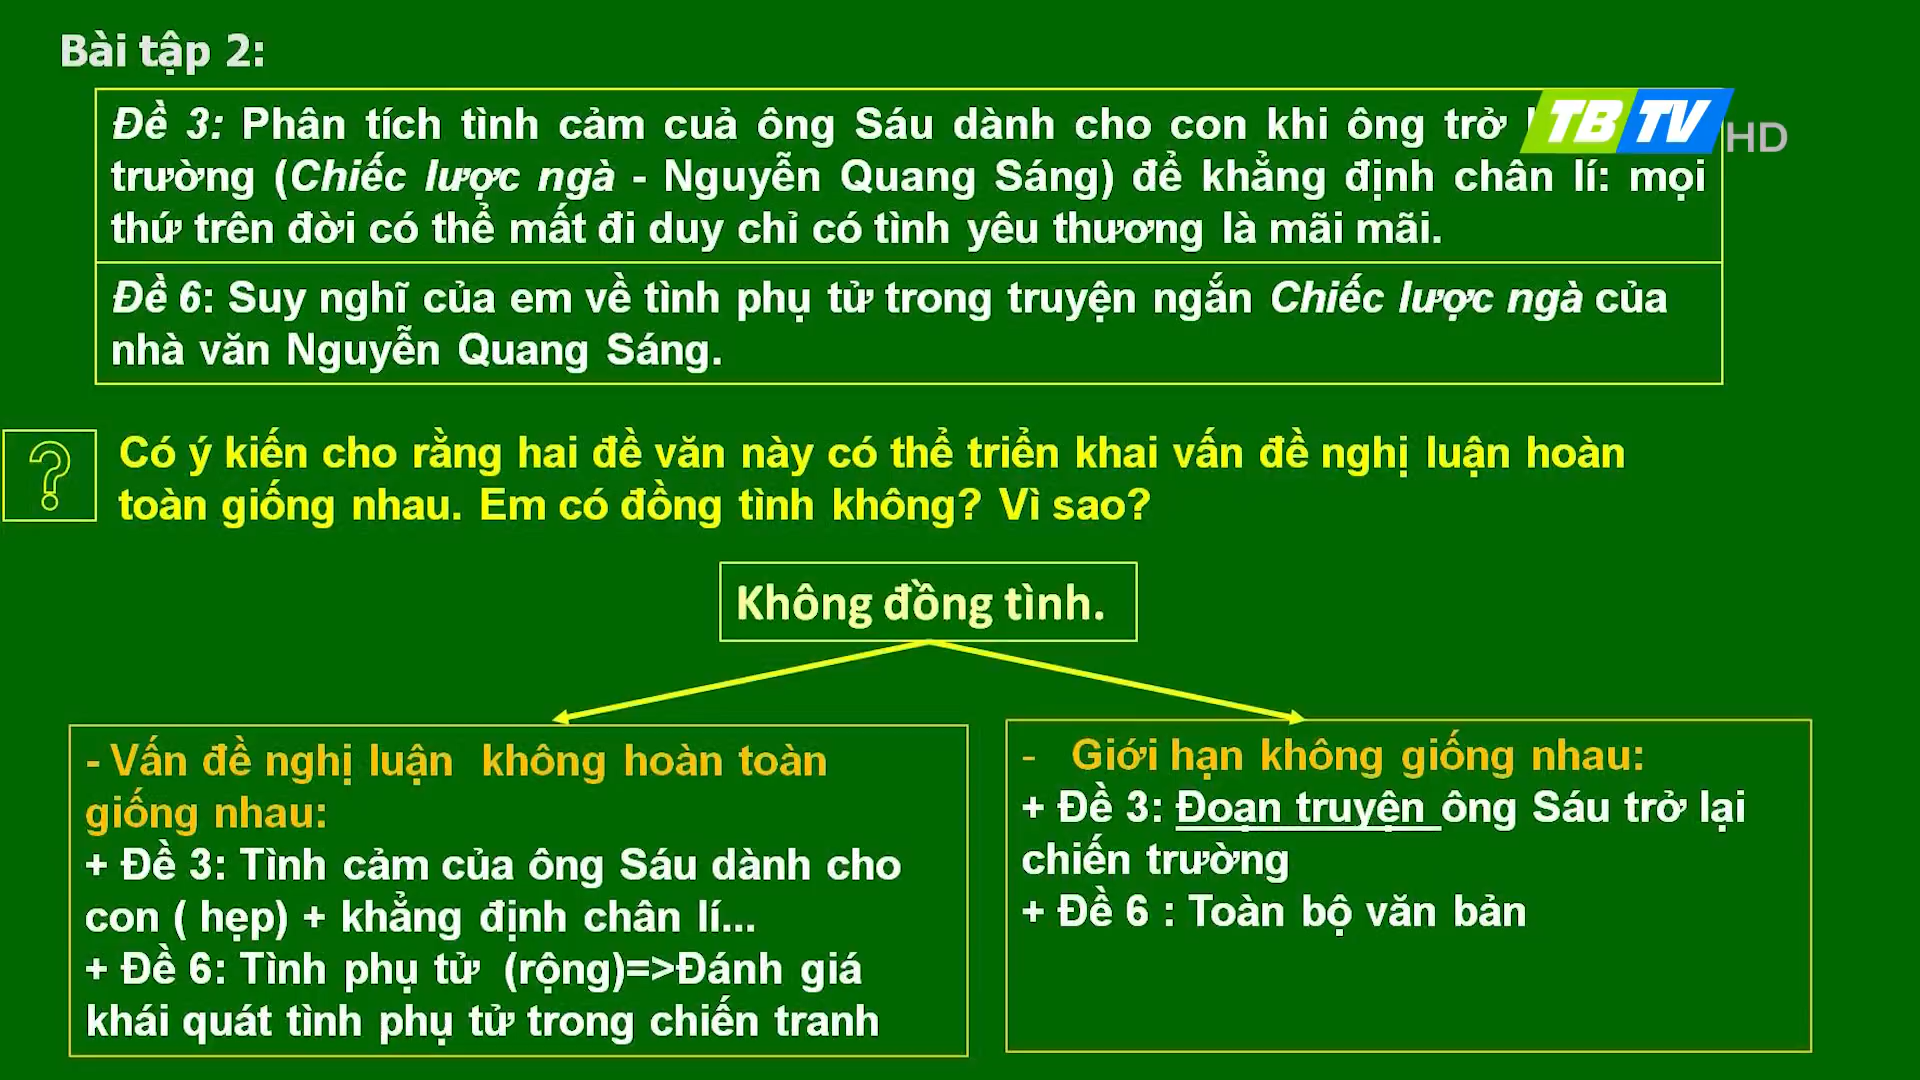 Bài tập 2:
Đề 3: Phân tích tình cảm cuả ông Sáu dành cho con khi ông trở
TBTV HD
trường (Chiếc lược ngà - Nguyễn Quang Sáng) để khẳng định chân lí: mọi
thứ trên đời có thể mất đi duy chỉ có tình yêu thương là mãi mãi.
Đề 6: Suy nghĩ của em về tình phụ tử trong truyện ngắn Chiếc lược ngà của
nhà văn Nguyễn Quang Sáng.
?
Có ý kiến cho rằng hai đề văn này có thể triển khai vấn đề nghị luận hoàn
toàn giống nhau. Em có đồng tình không? Vì sao?
Không đồng tình.
- Vấn đề nghị luận không hoàn toàn
giống nhau:
+ Đề 3: Tình cảm của ông Sáu dành cho
con ( hẹp) + khẳng định chân lí...
+ Đề 6: Tình phụ tử (rộng)=>Đánh giá
khái quát tình phụ tử trong chiến tranh
- Giới hạn không giống nhau:
+ Đề 3: Đoạn truyện ông Sáu trở lại
chiến trường
+ Đề 6 : Toàn bộ văn bản